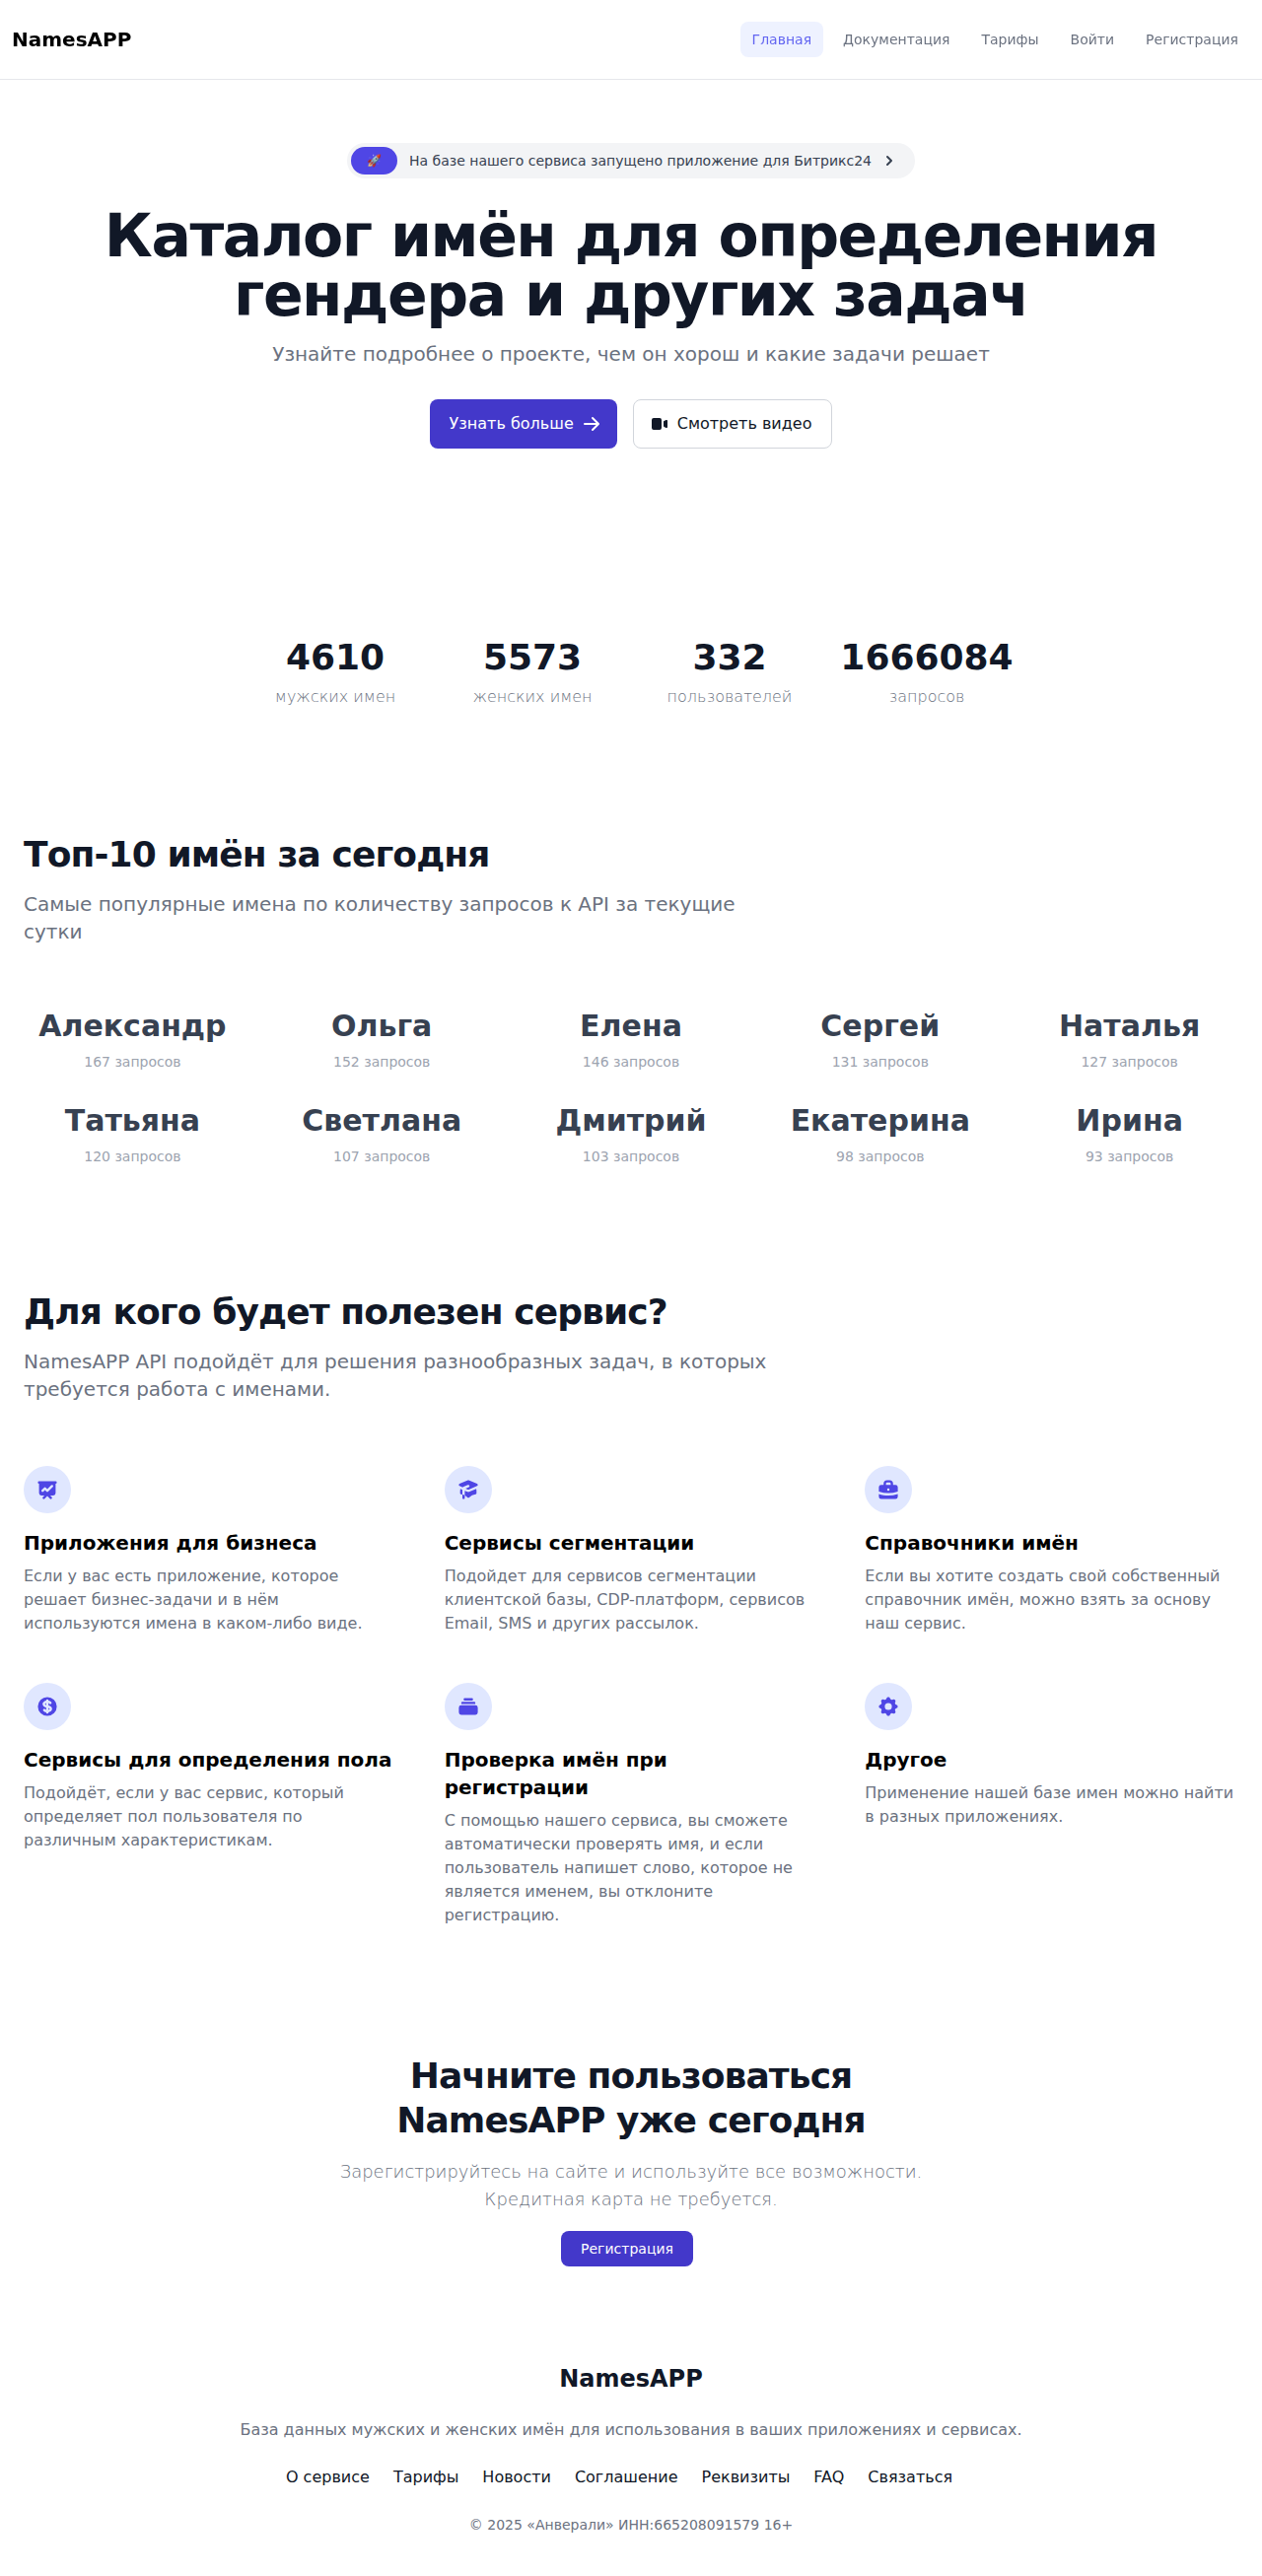 NamesAPP
Главная
Документация
Тарифы
Войти
Регистрация
🚀 На базе нашего сервиса запущено приложение для Битрикс24
Каталог имён для определения
гендера и других задач
Узнайте подробнее о проекте, чем он хорош и какие задачи решает
Узнать больше
Смотреть видео
4610
мужских имен
5573
женских имен
332
пользователей
1666084
запросов
Топ-10 имён за сегодня
Самые популярные имена по количеству запросов к API за текущие
сутки
Александр
167 запросов
Ольга
152 запросов
Елена
146 запросов
Сергей
131 запросов
Наталья
127 запросов
Татьяна
120 запросов
Светлана
107 запросов
Дмитрий
103 запросов
Екатерина
98 запросов
Ирина
93 запросов
Для кого будет полезен сервис?
NamesAPP API подойдёт для решения разнообразных задач, в которых
требуется работа с именами.
Приложения для бизнеса
Если у вас есть приложение, которое
решает бизнес-задачи и в нём
используются имена в каком-либо виде.
Сервисы сегментации
Подойдет для сервисов сегментации
клиентской базы, CDP-платформ, сервисов
Email, SMS и других рассылок.
Справочники имён
Если вы хотите создать свой собственный
справочник имён, можно взять за основу
наш сервис.
Сервисы для определения пола
Подойдёт, если у вас сервис, который
определяет пол пользователя по
различным характеристикам.
Проверка имён при
регистрации
С помощью нашего сервиса, вы сможете
автоматически проверять имя, и если
пользователь напишет слово, которое не
является именем, вы отклоните
регистрацию.
Другое
Применение нашей базе имен можно найти
в разных приложениях.
Начните пользоваться
NamesAPP уже сегодня
Зарегистрируйтесь на сайте и используйте все возможности.
Кредитная карта не требуется.
Регистрация
NamesAPP
База данных мужских и женских имён для использования в ваших приложениях и сервисах.
О сервисе
Тарифы
Новости
Соглашение
Реквизиты
FAQ
Связаться
© 2025 «Анверали» ИНН:665208091579 16+